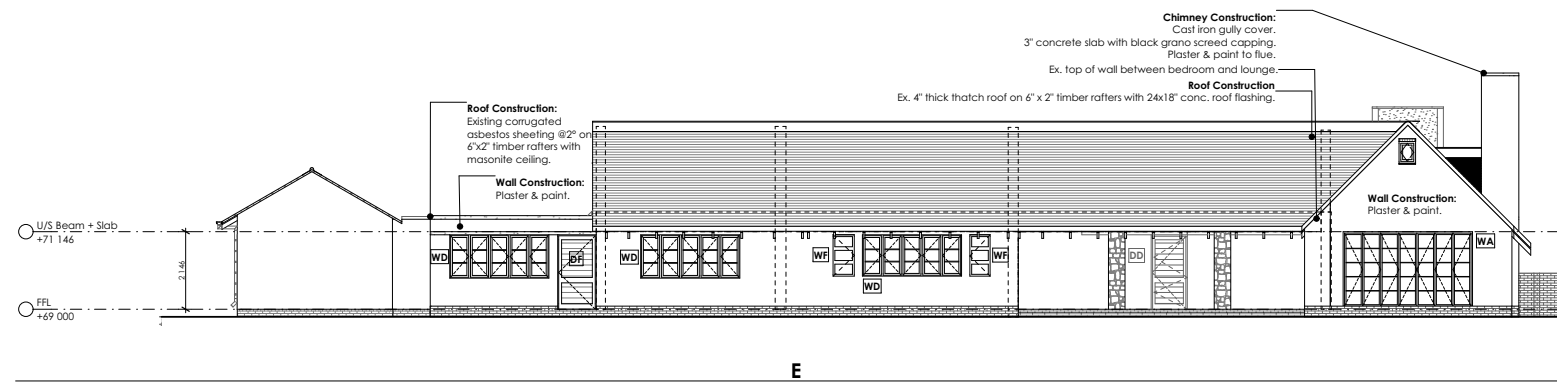 Chimney Construction:
Cast iron gully cover.
3" concrete slab with black grano screed capping.
Plaster & paint to flue.
Ex. top of wall between bedroom and lounge.
Roof Construction
Ex. 4" thick thatch roof on 6" x 2" timber rafters with 24x18" conc. roof flashing.
Roof Construction:
Existing corrugated
asbestos sheeting @2° on
6"x2" timber rafters with
masonite ceiling.
Wall Construction:
Plaster & paint.
Wall Construction:
Plaster & paint.
U/S Beam + Slab
+71 146
2146
WD
DF
WD
WF
WD
WF
DD
WA
FFL
+69 000
E